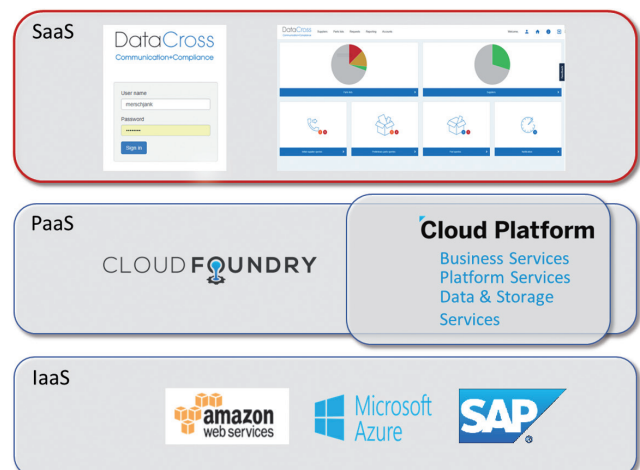 SaaS
DataCross
Communication+Compliance
User name
merschjank
Password
Sign in
DataCross
Welcome
PaaS
CLOUD FOUNDRY
Cloud Platform
Business Services
Platform Services
Data & Storage
Services
IaaS
amazon
web services
Microsoft
Azure
SAP